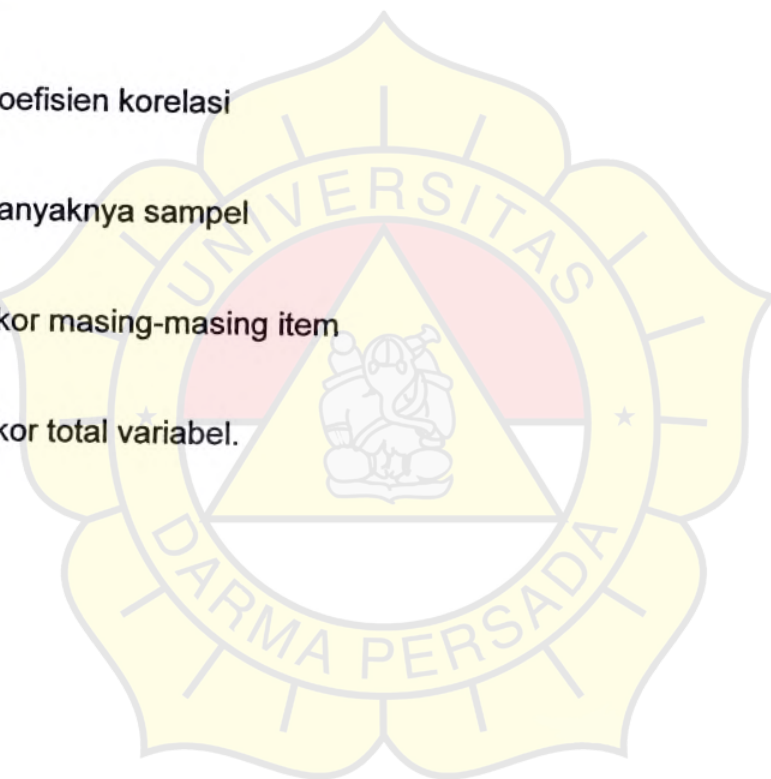 oefisien korelasi
anyaknya sampel
kor masing-masing item
kor total variabel.
UNIVERSITAS
DARMA PERSADA